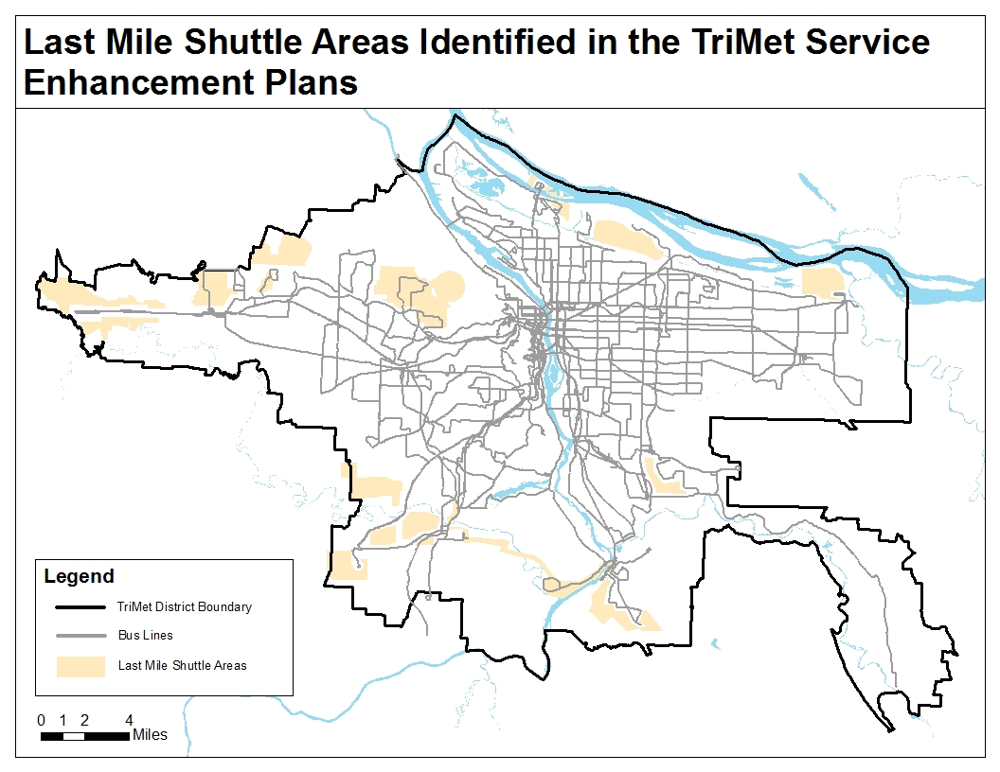 Last Mile Shuttle Areas Identified in the TriMet Service
Enhancement Plans
Legend
TriMet District Boundary
Bus Lines
Last Mile Shuttle Areas
0 1 2 4
Miles